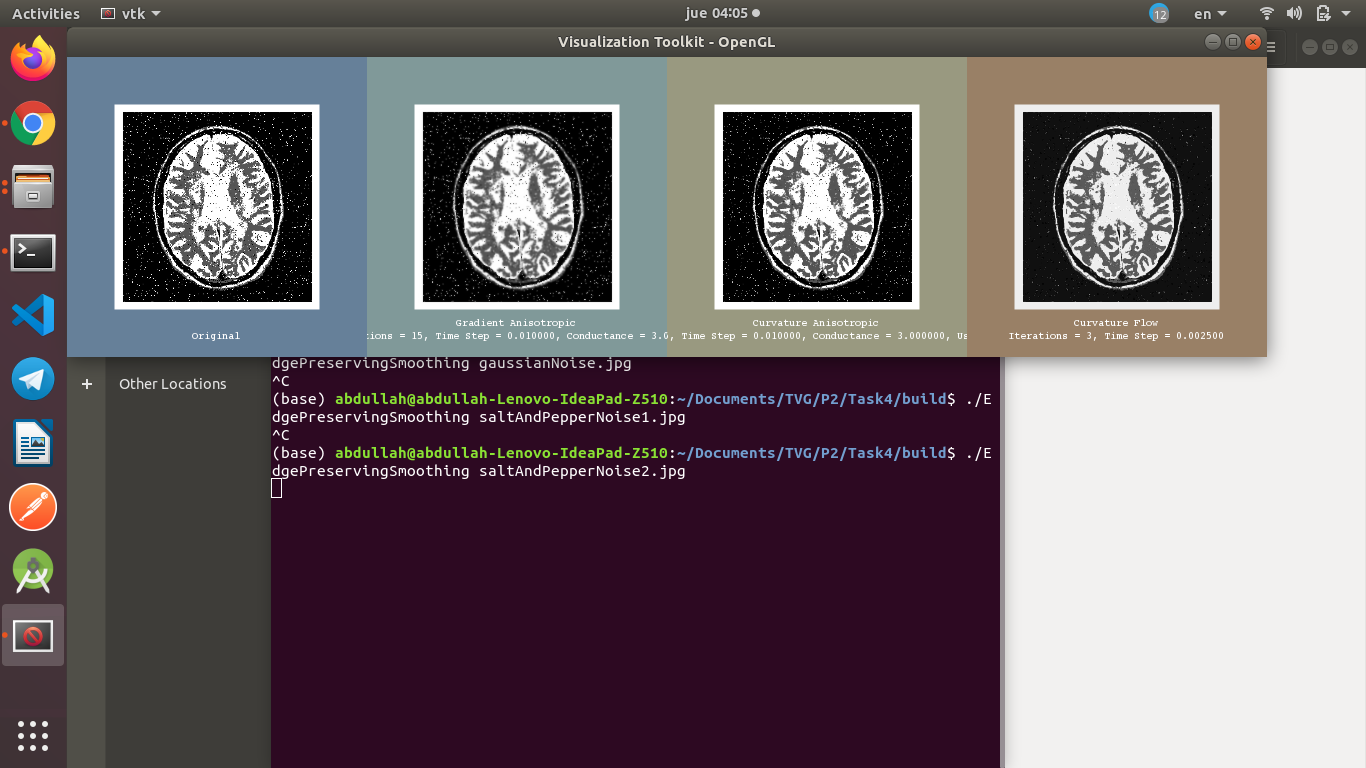 Activities vtk jue 04:05 12 en
Visualization Toolkit - OpenGL
Original
Gradient Anisotropic
tions = 15, Time Step = 0.010000, Conductance = 3.0
Curvature Anisotropic
0, Time Step = 0.010000, Conductance = 3.000000, Us
Curvature Flow
Iterations = 3, Time Step = 0.002500
+ Other Locations
dgePreservingSmoothing gaussianNoise.jpg
^C
(base) abdullah@abdullah-Lenovo-IdeaPad-Z510:~/Documents/TVG/P2/Task4/build$ ./E
dgePreservingSmoothing saltAndPepperNoise1.jpg
^C
(base) abdullah@abdullah-Lenovo-IdeaPad-Z510:~/Documents/TVG/P2/Task4/build$ ./E
dgePreservingSmoothing saltAndPepperNoise2.jpg